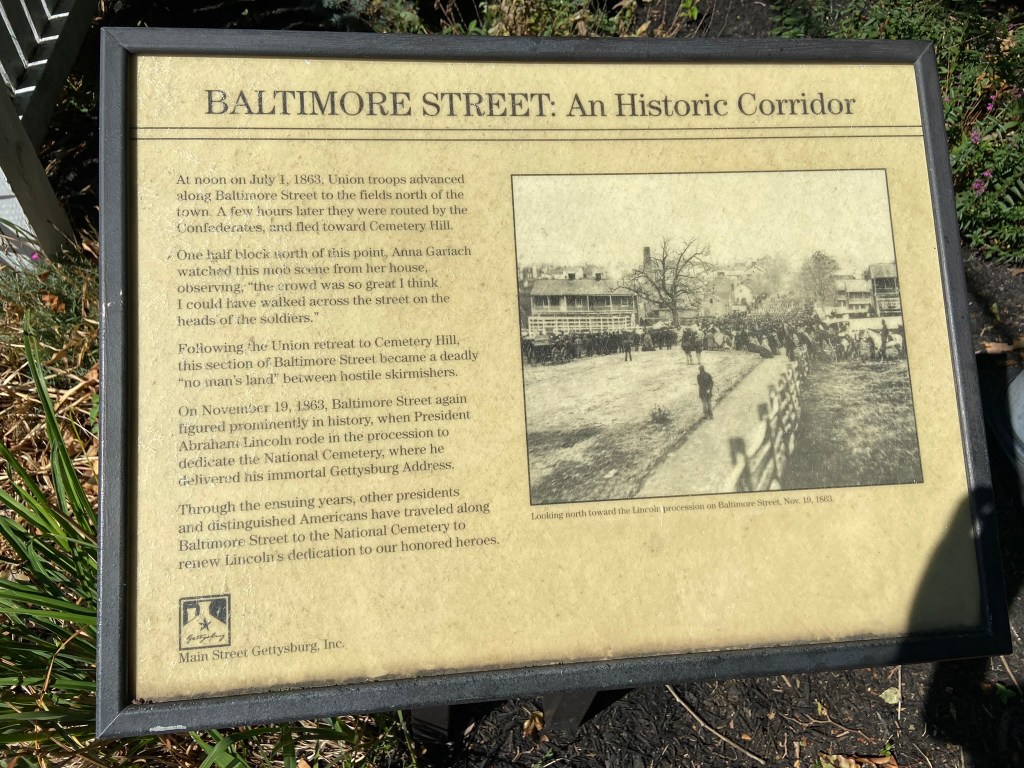 BALTIMORE STREET: An Historic Corridor
At noon on July 1, 1863, Union troops advanced
along Baltimore Street to the fields north of the
town. A few hours later they were routed by the
Confederates, and fled toward Cemetery Hill.
One half block north of this point, Anna Garlach
watched this mob scene from her house,
observing, "the crowd was so great I think
I could have walked across the street on the
heads of the soldiers."
Following the Union retreat to Cemetery Hill,
this section of Baltimore Street became a deadly
"no man's land" between hostile skirmishers.
On November 19, 1863, Baltimore Street again
figured prominently in history, when President
Abraham Lincoln rode in the procession to
dedicate the National Cemetery, where he
delivered his immortal Gettysburg Address.
Through the ensuing years, other presidents
and distinguished Americans have traveled along
Baltimore Street to the National Cemetery to
renew Lincoln's dedication to our honored heroes.
Looking north toward the Lincoln procession on Baltimore Street, Nov. 19, 1863.
Gettysburg
Main Street Gettysburg, Inc.